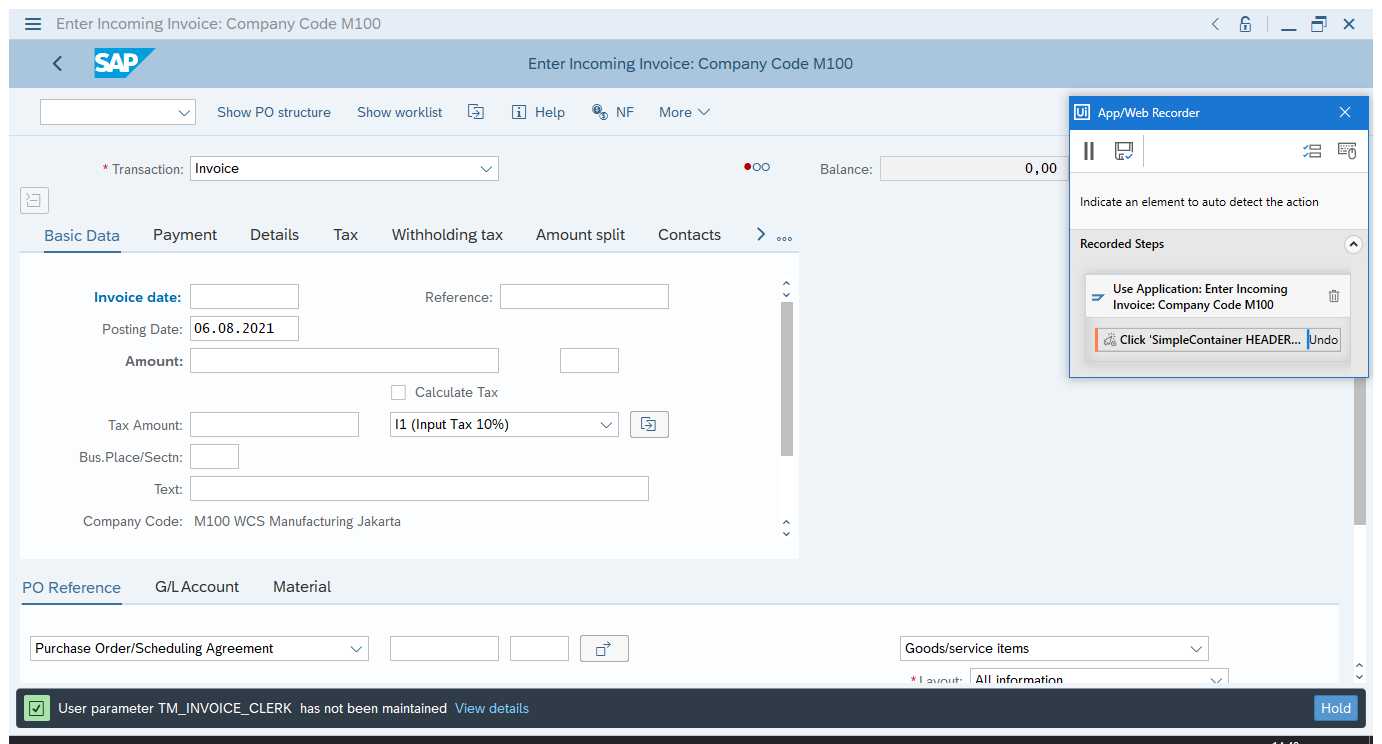 Enter Incoming Invoice: Company Code M100
SAP
Enter Incoming Invoice: Company Code M100
Show PO structure Show worklist Help NF More
Ui App/Web Recorder
Indicate an element to auto detect the action
Recorded Steps
Use Application: Enter Incoming
Invoice: Company Code M100
Click 'SimpleContainer HEADER... Undo
* Transaction: Invoice Balance: 0,00
Basic Data Payment Details Tax Withholding tax Amount split Contacts
Invoice date: Reference:
Posting Date: 06.08.2021
Amount:
Calculate Tax
Tax Amount: I1 (Input Tax 10%)
Bus.Place/Sectn:
Text:
Company Code: M100 WCS Manufacturing Jakarta
PO Reference G/L Account Material
Purchase Order/Scheduling Agreement Goods/service items
* Layout: All information
User parameter TM_INVOICE_CLERK has not been maintained View details Hold